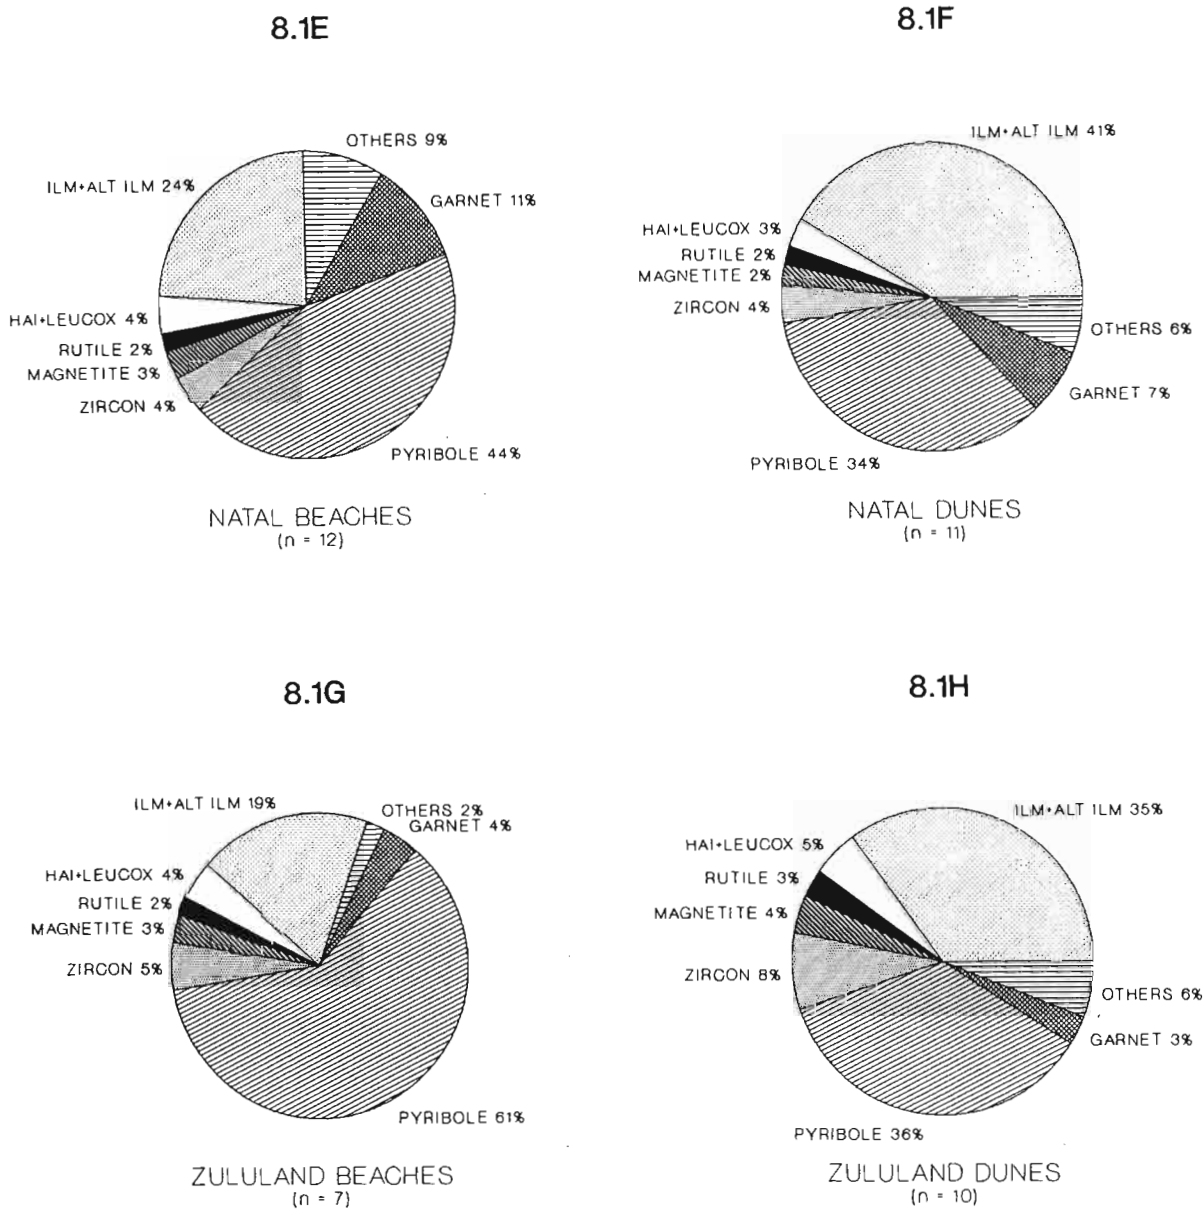 8.1E
OTHERS 9%
ILM+ALT ILM 24%
GARNET 11%
HAI+LEUCOX 4%
RUTILE 2%
MAGNETITE 3%
ZIRCON 4%
PYRIBOLE 44%
NATAL BEACHES
(n = 12)
8.1F
ILM+ALT ILM 41%
HAI+LEUCOX 3%
RUTILE 2%
MAGNETITE 2%
ZIRCON 4%
OTHERS 6%
GARNET 7%
PYRIBOLE 34%
NATAL DUNES
(n = 11)
8.1G
ILM+ALT ILM 19%
OTHERS 2%
GARNET 4%
HAI+LEUCOX 4%
RUTILE 2%
MAGNETITE 3%
ZIRCON 5%
PYRIBOLE 61%
ZULULAND BEACHES
(n = 7)
8.1H
ILM+ALT ILM 35%
HAI+LEUCOX 5%
RUTILE 3%
MAGNETITE 4%
ZIRCON 8%
OTHERS 6%
GARNET 3%
PYRIBOLE 36%
ZULULAND DUNES
(n = 10)